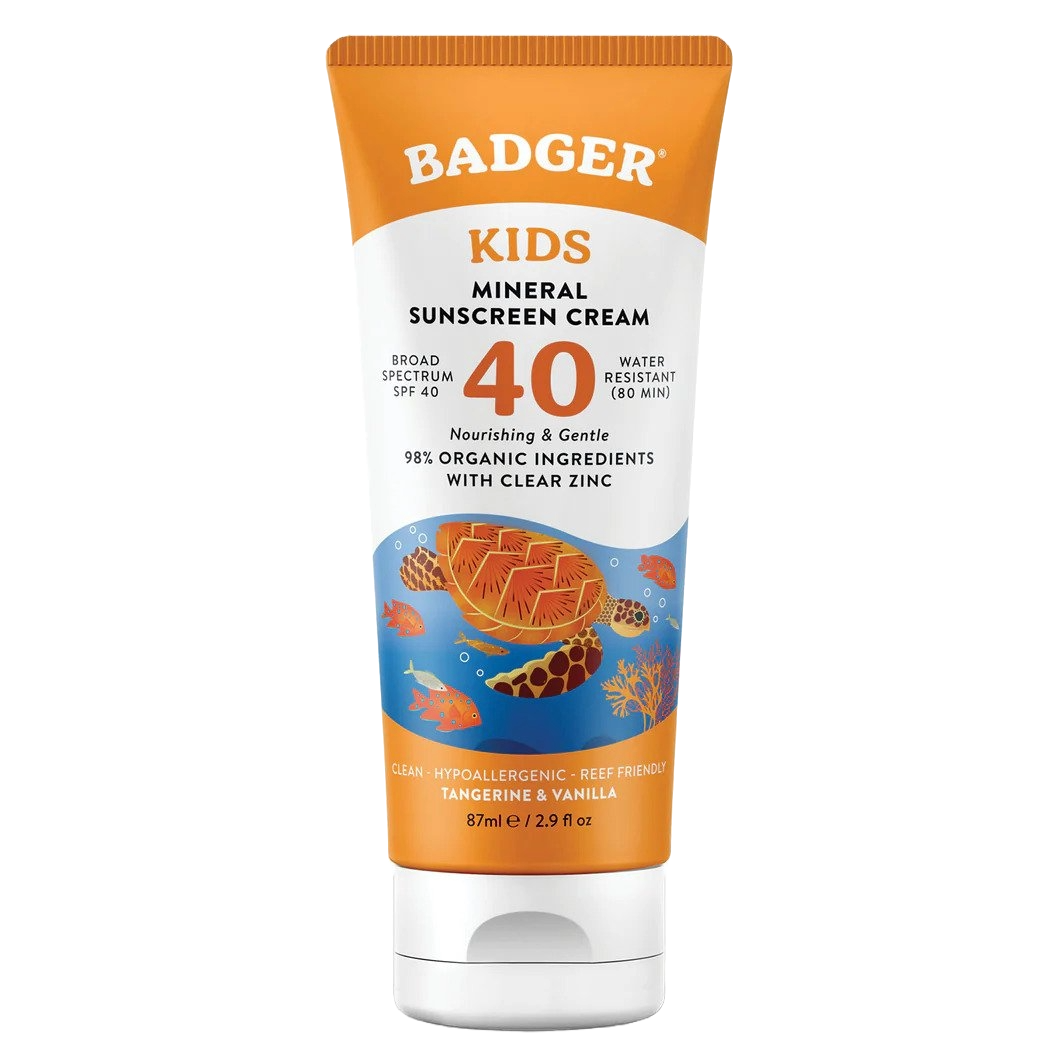 BADGER®
KIDS
MINERAL
SUNSCREEN CREAM
BROAD
SPECTRUM
SPF 40
40
WATER
RESISTANT
(80 MIN)
Nourishing & Gentle
98% ORGANIC INGREDIENTS
WITH CLEAR ZINC
CLEAN - HYPOALLERGENIC - REEF FRIENDLY
TANGERINE & VANILLA
87ml ℮ / 2.9 fl oz